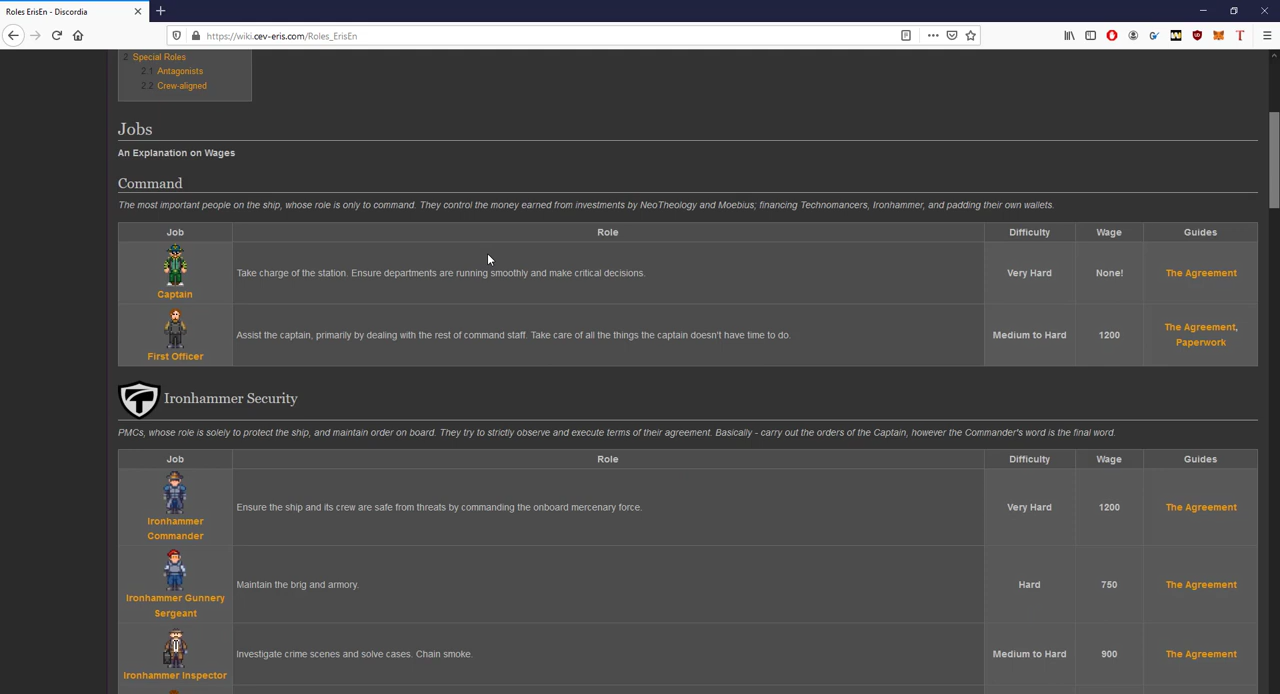 Roles ErisEn - Discordia
https://wiki.cev-eris.com/Roles_ErisEn
2 Special Roles
2.1 Antagonists
2.2 Crew-aligned
Jobs
An Explanation on Wages
Command
The most important people on the ship, whose role is only to command. They control the money earned from investments by NeoTheology and Moebius; financing Technomancers, Ironhammer, and padding their own wallets.
Job Role Difficulty Wage Guides
Captain Take charge of the station. Ensure departments are running smoothly and make critical decisions. Very Hard None! The Agreement
First Officer Assist the captain, primarily by dealing with the rest of command staff. Take care of all the things the captain doesn't have time to do. Medium to Hard 1200 The Agreement,
Paperwork
Ironhammer Security
PMCs, whose role is solely to protect the ship, and maintain order on board. They try to strictly observe and execute terms of their agreement. Basically - carry out the orders of the Captain, however the Commander's word is the final word.
Job Role Difficulty Wage Guides
Ironhammer Ensure the ship and its crew are safe from threats by commanding the onboard mercenary force. Very Hard 1200 The Agreement
Commander
Ironhammer Gunnery Maintain the brig and armory. Hard 750 The Agreement
Sergeant
Ironhammer Inspector Investigate crime scenes and solve cases. Chain smoke. Medium to Hard 900 The Agreement